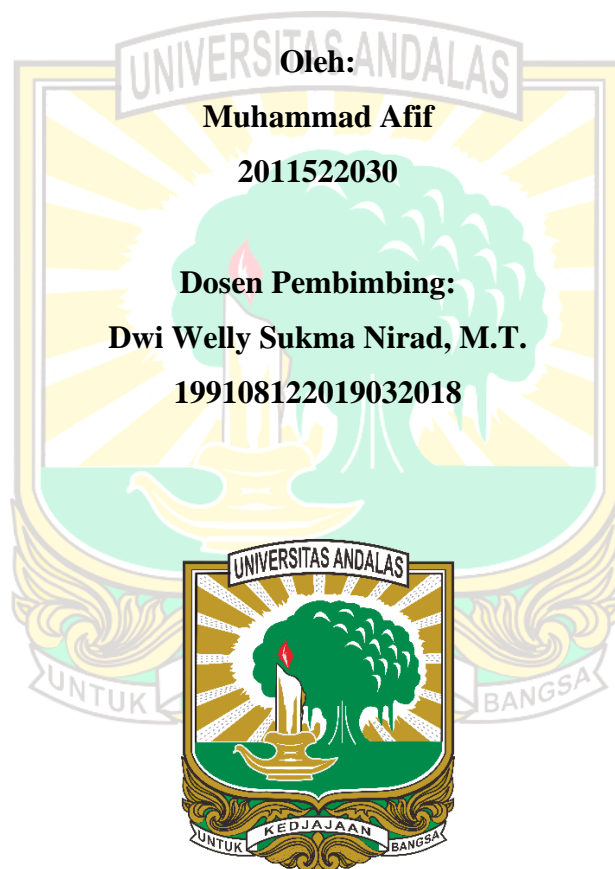 UNIVERSITAS ANDALAS
Oleh:
Muhammad Afif
2011522030
Dosen Pembimbing:
Dwi Welly Sukma Nirad, M.T.
199108122019032018
UNIVERSITAS ANDALAS
UNTUK BANGSA
UNTUK KEDJAJAAN BANGSA